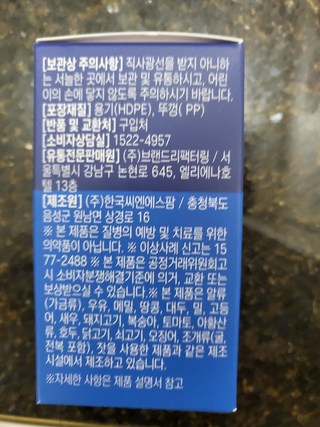 [보관상 주의사항] 직사광선을 받지 아니하
는 서늘한 곳에서 보관 및 유통하시고, 어린
이의 손에 닿지 않도록 주의하시기 바랍니다.
[포장재질] 용기(HDPE), 뚜껑( PP)
[반품 및 교환처] 구입처
[소비자상담실] 1522-4957
[유통전문판매원] (주)브랜드리팩터링 / 서
울특별시 강남구 논현로 645, 엘리에나호
텔 13층
[제조원] (주)한국씨엔에스팜 / 충청북도
음성군 원남면 상경로 16
※ 본 제품은 질병의 예방 및 치료를 위한
의약품이 아닙니다. ※ 이상사례 신고는 15
77-2488 ※ 본 제품은 공정거래위원회고
시 소비자분쟁해결기준에 의거, 교환 또는
보상받으실 수 있습니다.※ 본 제품은 알류
(가금류), 우유, 메밀, 땅콩, 대두, 밀, 고등
어, 새우, 돼지고기, 복숭아, 토마토, 아황산
류, 호두, 닭고기, 쇠고기, 오징어, 조개류(굴,
전복 포함), 잣을 사용한 제품과 같은 제조
시설에서 제조하고 있습니다.
※자세한 사항은 제품 설명서 참고